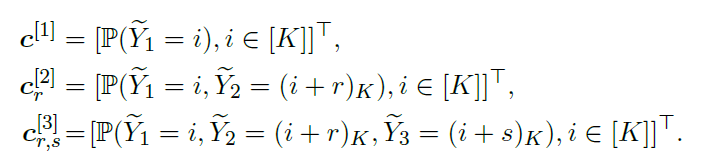 c^{[1]} = [ℙ(Ỹ_1 = i), i ∈ [K]]^⊤,
c_r^{[2]} = [ℙ(Ỹ_1 = i, Ỹ_2 = (i + r)_K), i ∈ [K]]^⊤,
c_{r,s}^{[3]} = [ℙ(Ỹ_1 = i, Ỹ_2 = (i + r)_K, Ỹ_3 = (i + s)_K), i ∈ [K]]^⊤.